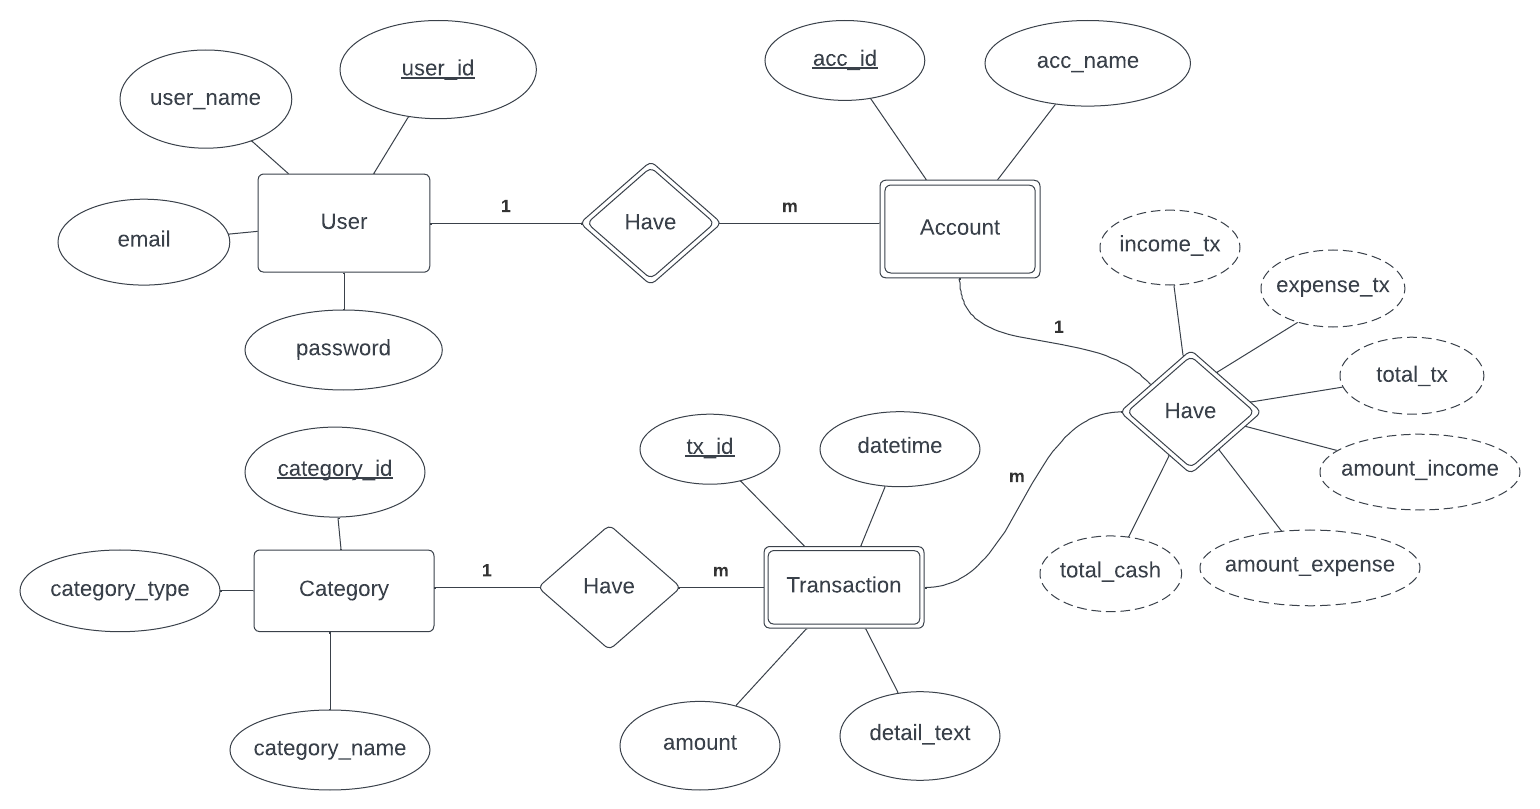 user_id
acc_id
acc_name
user_name
1
m
User
Have
Account
email
income_tx
expense_tx
1
password
total_tx
Have
tx_id
datetime
category_id
amount_income
m
1
m
total_cash
amount_expense
category_type
Category
Have
Transaction
category_name
amount
detail_text